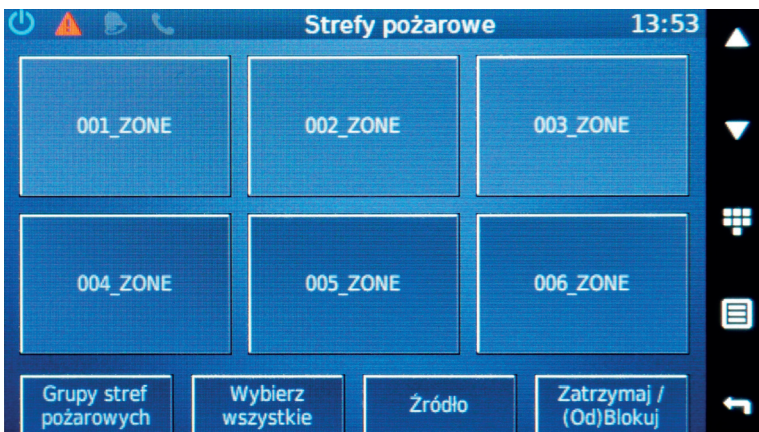 Strefy pożarowe 13:53
001_ZONE 002_ZONE 003_ZONE
004_ZONE 005_ZONE 006_ZONE
Grupy stref pożarowych
Wybierz wszystkie
Źródło
Zatrzymaj / (Od)Blokuj